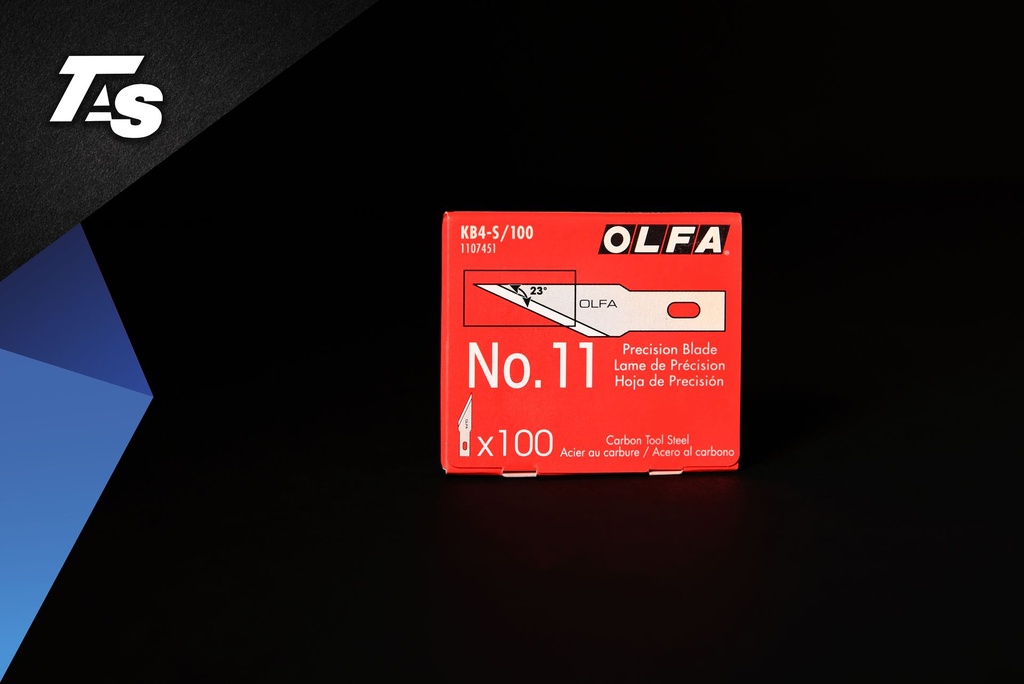 TAS
KB4-S/100
1107451
OLFA®
23°
OLFA
No.11
Precision Blade
Lame de Précision
Hoja de Precisión
x100
Carbon Tool Steel
Acier au carbure / Acero al carbono